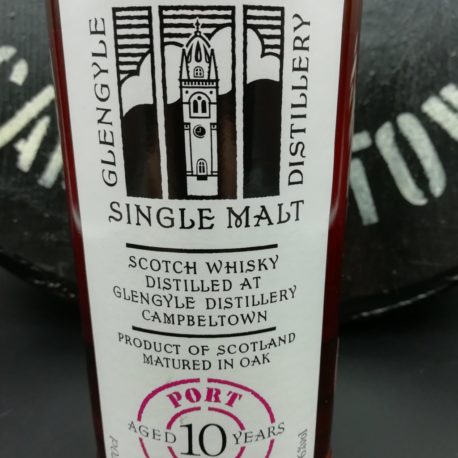 GLENGYLE
DISTILLERY
SINGLE MALT
SCOTCH WHISKY
DISTILLED AT
GLENGYLE DISTILLERY
CAMPBELTOWN
PRODUCT OF SCOTLAND
MATURED IN OAK
PORT
AGED 10 YEARS